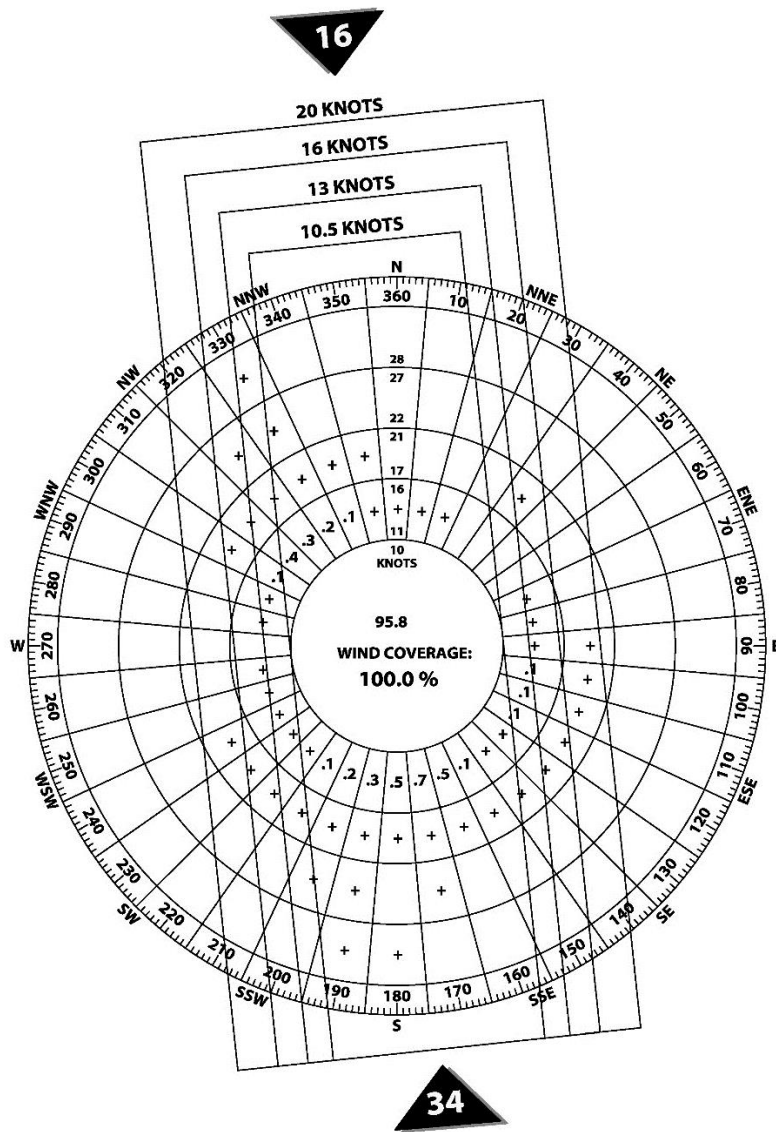 16
20 KNOTS
16 KNOTS
13 KNOTS
10.5 KNOTS
N
NNW
NNE
350
360
10
340
20
330
30
NW
320
40
NE
28
27
310
50
22
21
300
60
WNW
17
16
ENE
290
70
.1
.2
.3
11
.4
10
KNOTS
.1
280
80
95.8
W
270
90
E
WIND COVERAGE:
100.0 %
.1
.1
260
100
.1
250
110
WSW
.1
.2
.3
.5
.7
.5
.1
ESE
240
120
230
130
SW
220
140
SE
210
150
SSW
200
190
180
170
160
SSE
S
34